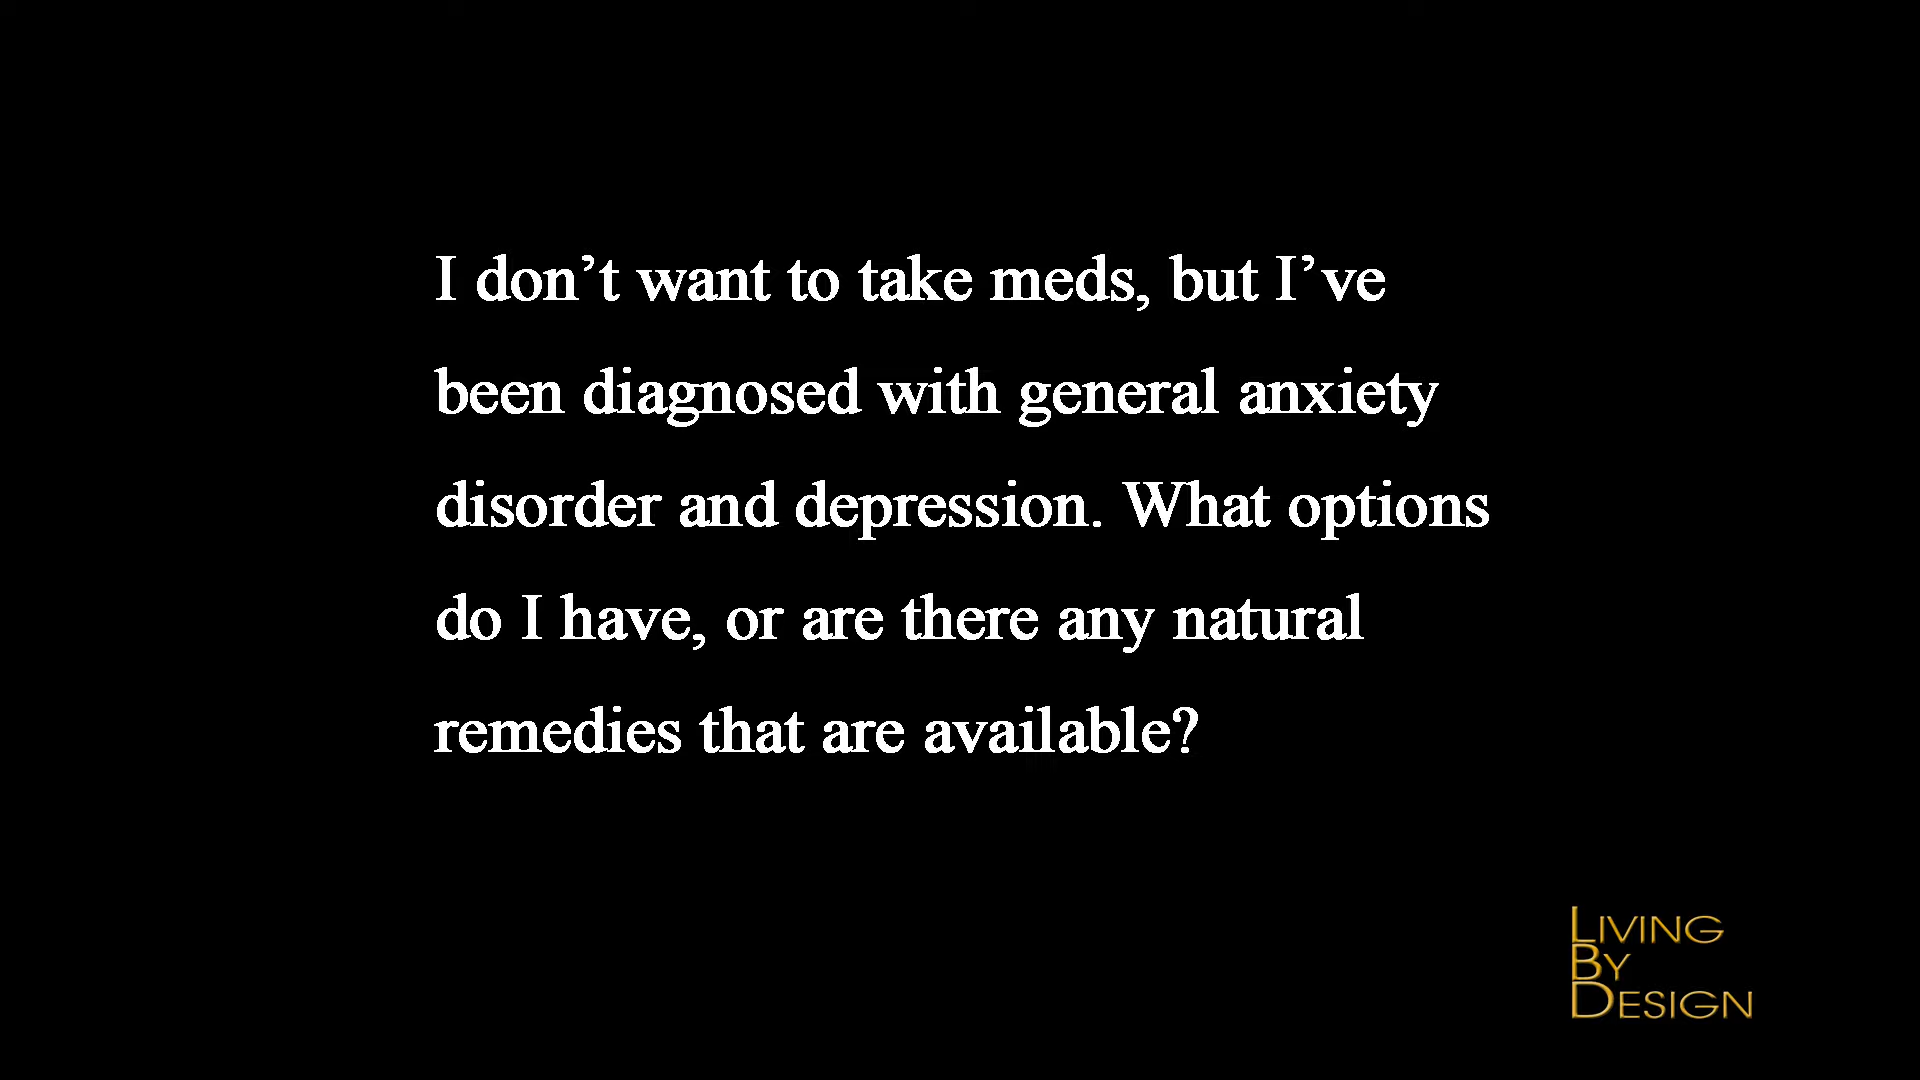 I don’t want to take meds, but I’ve
been diagnosed with general anxiety
disorder and depression. What options
do I have, or are there any natural
remedies that are available?
LIVING
BY
DESIGN